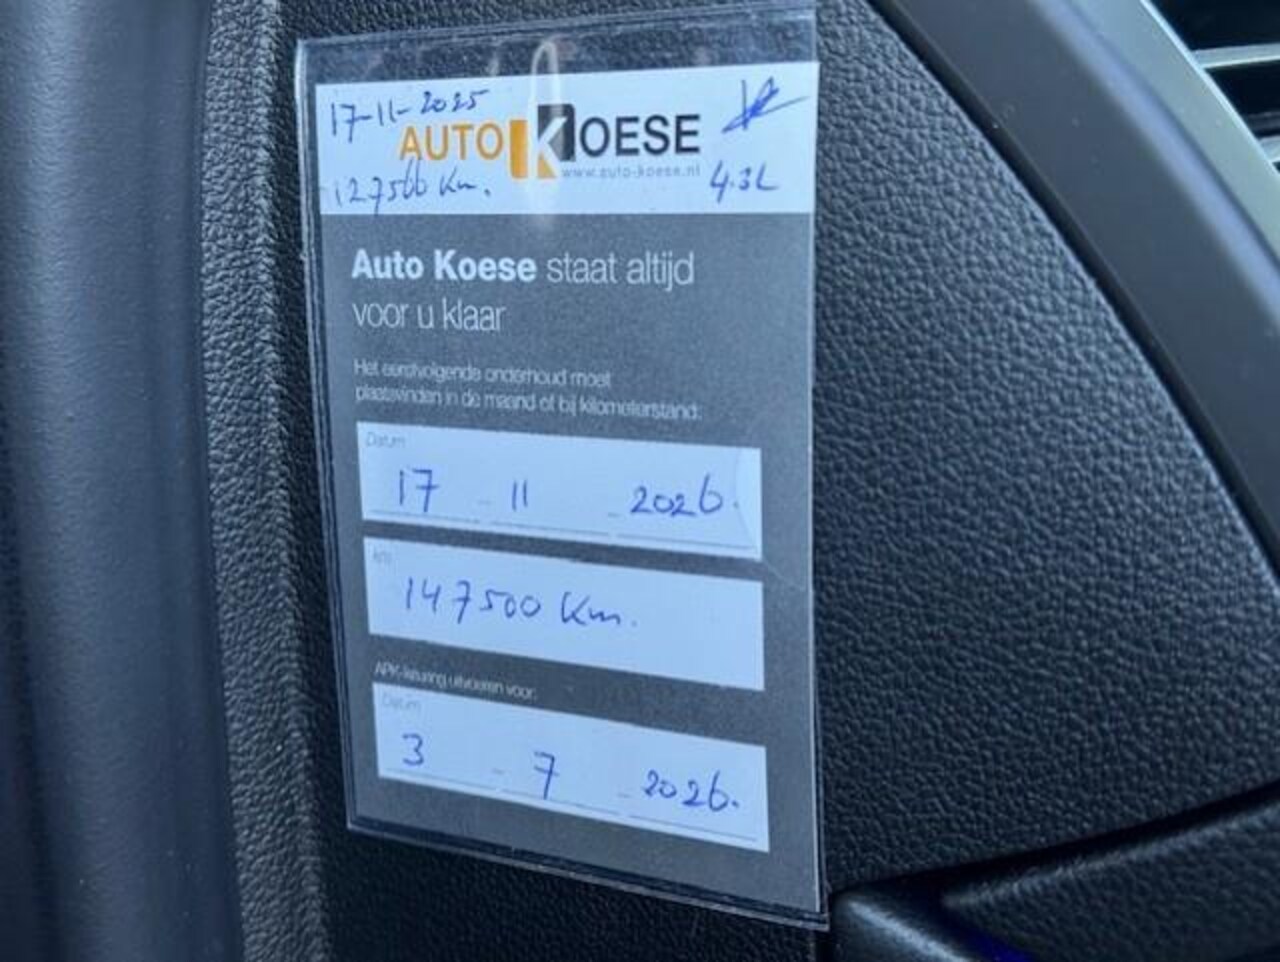 17-11-2025
AUTO KOESE
www.auto-koese.nl
127500 Km.
4.3L
Auto Koese staat altijd
voor u klaar
Het eerstvolgende onderhoud moet
plaatsvinden in de maand of bij kilometerstand:
Datum
17 - 11 - 2026.
km
147500 Km.
APK-keuring uitvoeren voor:
Datum
3 - 7 - 2026.